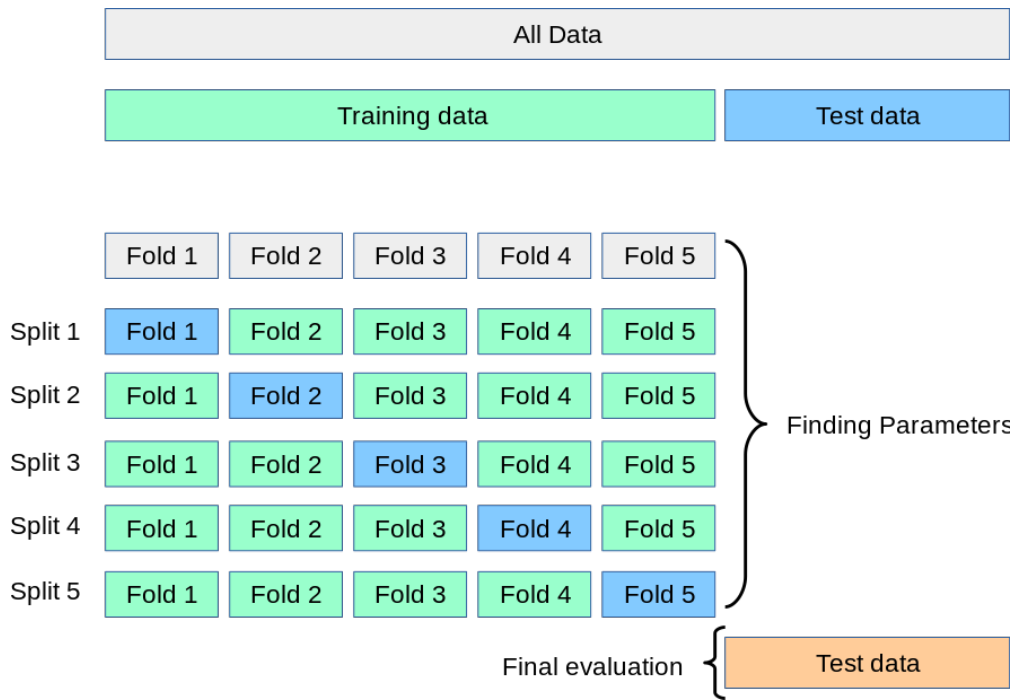 All Data
Training data Test data
Fold 1 Fold 2 Fold 3 Fold 4 Fold 5
Split 1 Fold 1 Fold 2 Fold 3 Fold 4 Fold 5
Split 2 Fold 1 Fold 2 Fold 3 Fold 4 Fold 5
Finding Parameters
Split 3 Fold 1 Fold 2 Fold 3 Fold 4 Fold 5
Split 4 Fold 1 Fold 2 Fold 3 Fold 4 Fold 5
Split 5 Fold 1 Fold 2 Fold 3 Fold 4 Fold 5
Final evaluation Test data